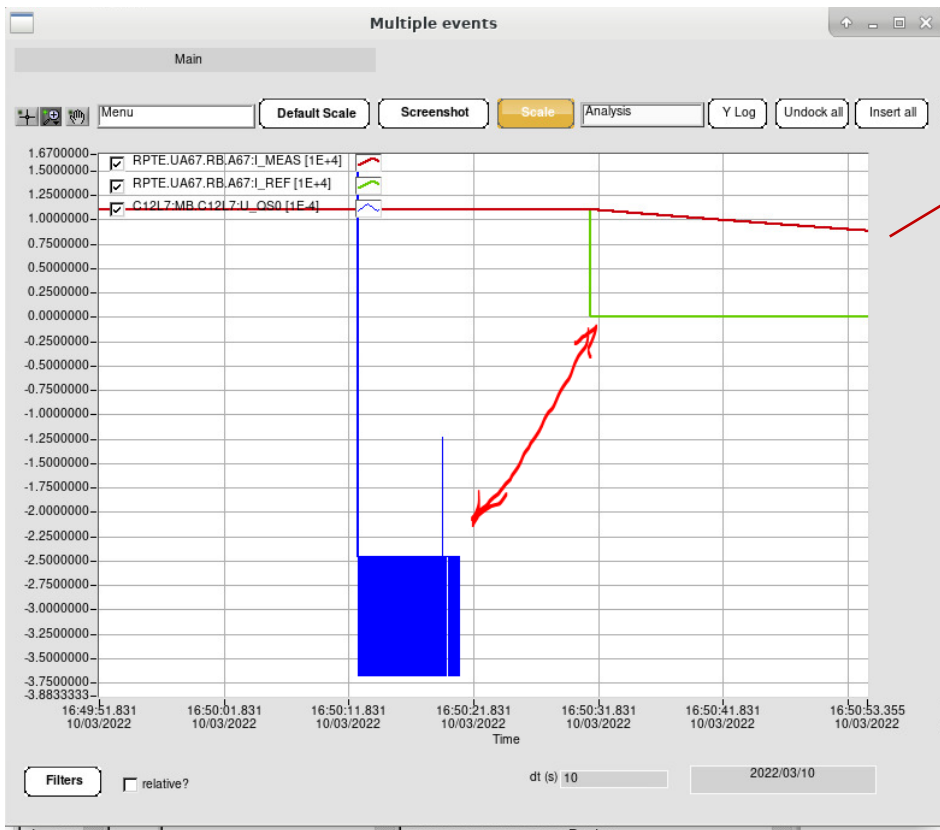 Multiple events
Main
Menu Default Scale Screenshot Scale Analysis Y Log Undock all Insert all
RPTE.UA67.RB.A67:I_MEAS [1E+4]
RPTE.UA67.RB.A67:I_REF [1E+4]
C12L7:MB.C12L7:U_QS0 [1E-4]
1.6700000
1.5000000
1.2500000
1.0000000
0.7500000
0.5000000
0.2500000
0.0000000
-0.2500000
-0.5000000
-0.7500000
-1.0000000
-1.2500000
-1.5000000
-1.7500000
-2.0000000
-2.2500000
-2.5000000
-2.7500000
-3.0000000
-3.2500000
-3.5000000
-3.7500000
-3.8833333
16:49:51.831 16:50:01.831 16:50:11.831 16:50:21.831 16:50:31.831 16:50:41.831 16:50:53.355
10/03/2022 10/03/2022 10/03/2022 10/03/2022 10/03/2022 10/03/2022 10/03/2022
Time
Filters relative? dt (s) 10 2022/03/10